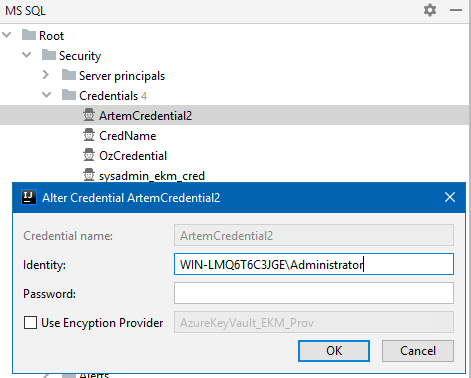 MS SQL
Root
Security
Server principals
Credentials 4
ArtemCredential2
CredName
OzCredential
sysadmin_ekm_cred
IJ Alter Credential ArtemCredential2
Credential name: ArtemCredential2
Identity: WIN-LMQ6T6C3JGE\Administrator
Password:
Use Encyption Provider AzureKeyVault_EKM_Prov
OK Cancel
Alerts